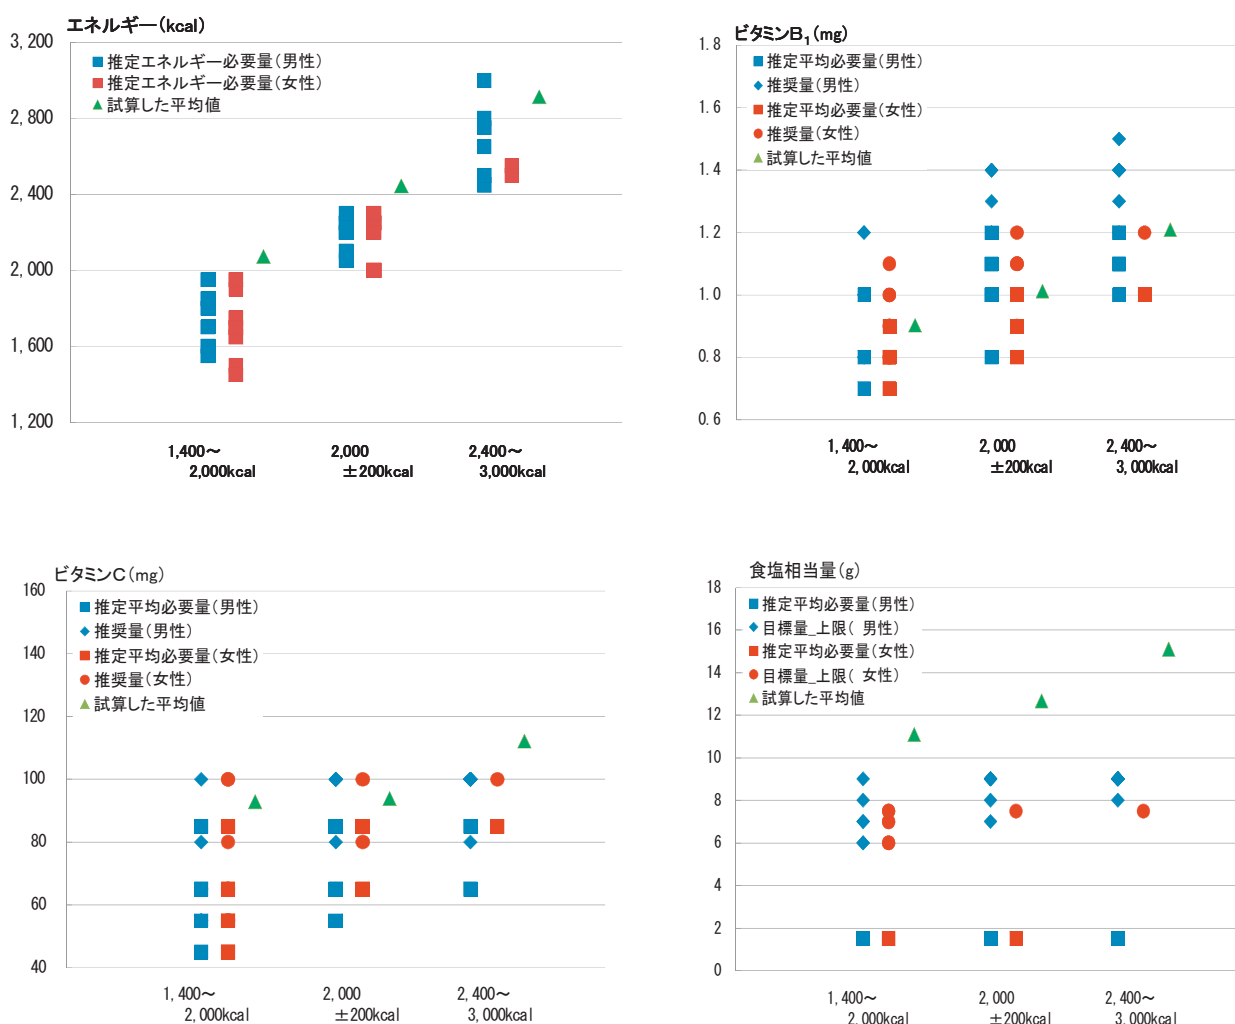 エネルギー(kcal)
3,200
2,800
2,400
2,000
1,600
1,200
■推定エネルギー必要量(男性)
■推定エネルギー必要量(女性)
▲試算した平均値
1,400～
2,000kcal
2,000
±200kcal
2,400～
3,000kcal
ビタミンB₁(mg)
1.8
1.6
1.4
1.2
1.0
0.8
0.6
■推定平均必要量(男性)
◆推奨量(男性)
■推定平均必要量(女性)
●推奨量(女性)
▲試算した平均値
1,400～
2,000kcal
2,000
±200kcal
2,400～
3,000kcal
ビタミンC(mg)
160
140
120
100
80
60
40
■推定平均必要量(男性)
◆推奨量(男性)
■推定平均必要量(女性)
●推奨量(女性)
▲試算した平均値
1,400～
2,000kcal
2,000
±200kcal
2,400～
3,000kcal
食塩相当量(g)
18
16
14
12
9
8
6
4
2
0
■推定平均必要量(男性)
◆目標量_上限( 男性)
■推定平均必要量(女性)
●目標量_上限( 女性)
▲試算した平均値
1,400～
2,000kcal
2,000
±200kcal
2,400～
3,000kcal